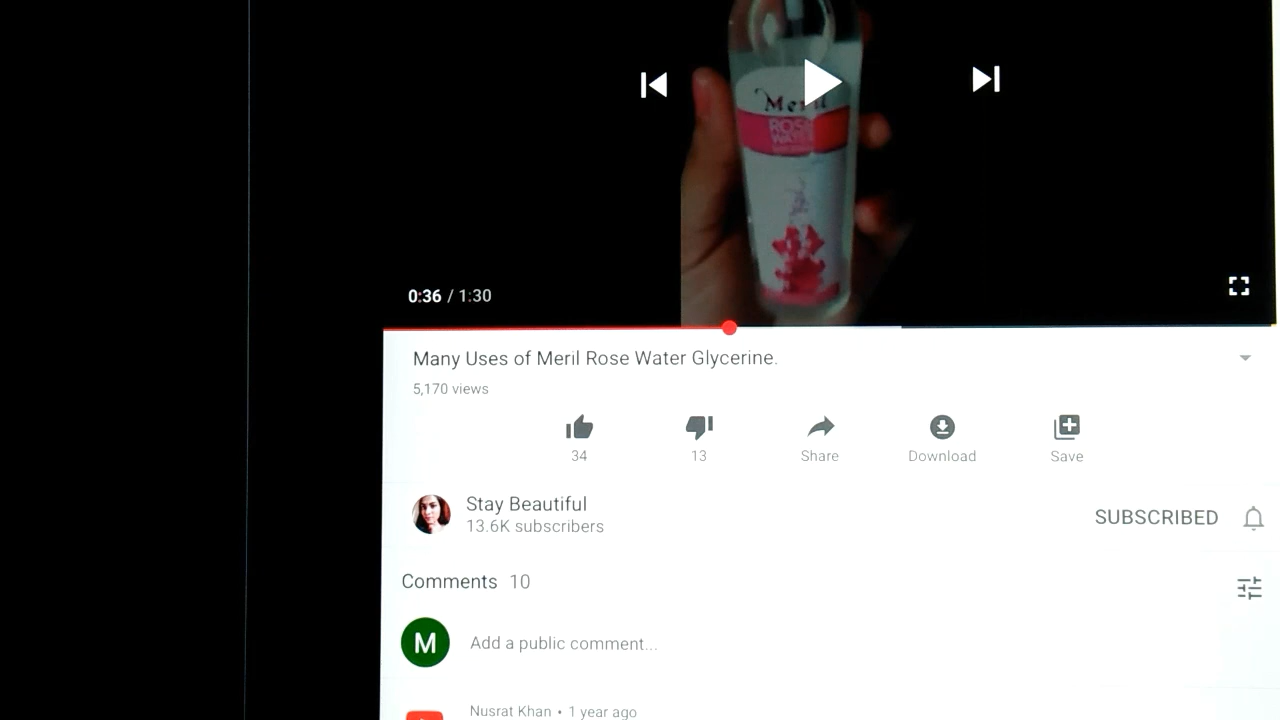 Meril
ROSE
WATER
0:36 / 1:30
Many Uses of Meril Rose Water Glycerine.
5,170 views
34 13 Share Download Save
Stay Beautiful
13.6K subscribers
SUBSCRIBED
Comments 10
M
Add a public comment...
Nusrat Khan • 1 year ago